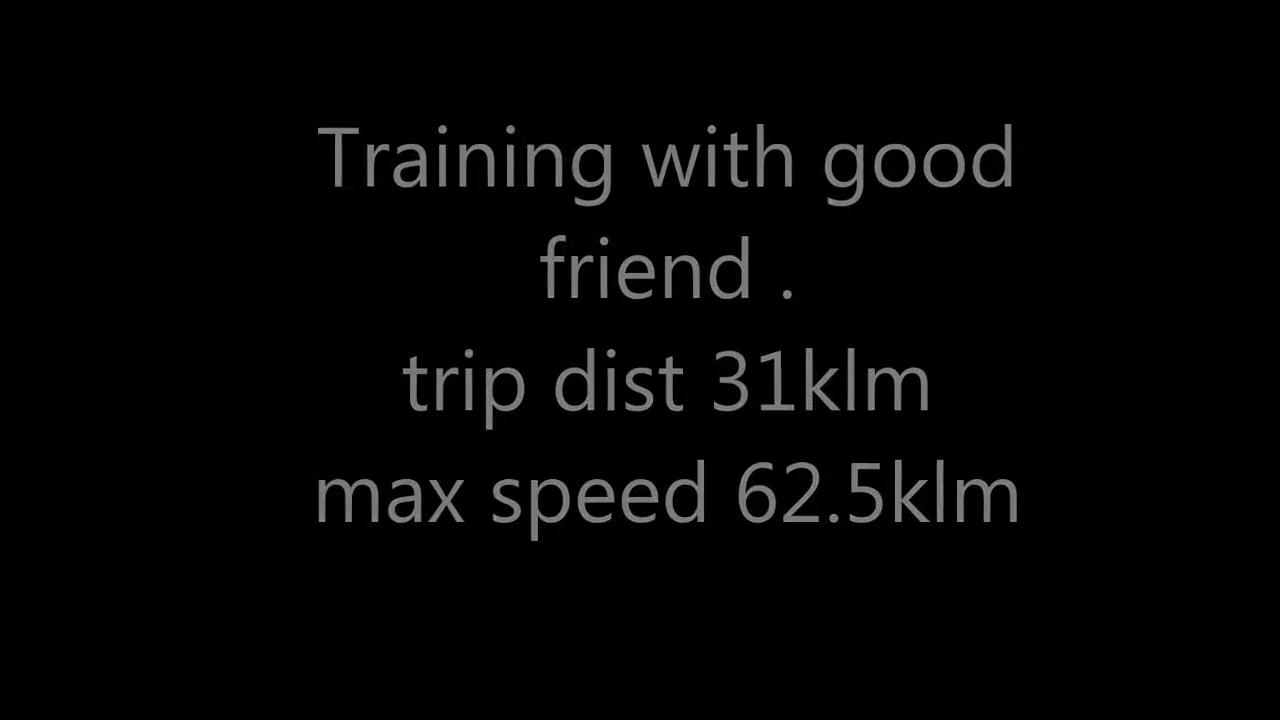 Training with good
friend .
trip dist 31klm
max speed 62.5klm